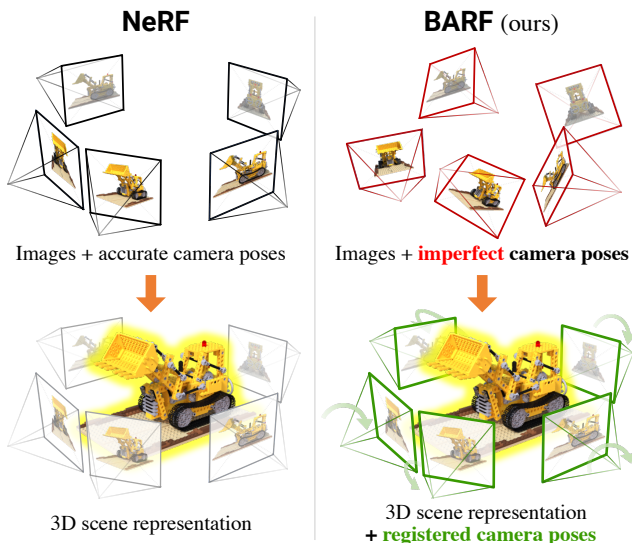 NeRF
BARF (ours)
Images + accurate camera poses
Images + imperfect camera poses
3D scene representation
3D scene representation
+ registered camera poses